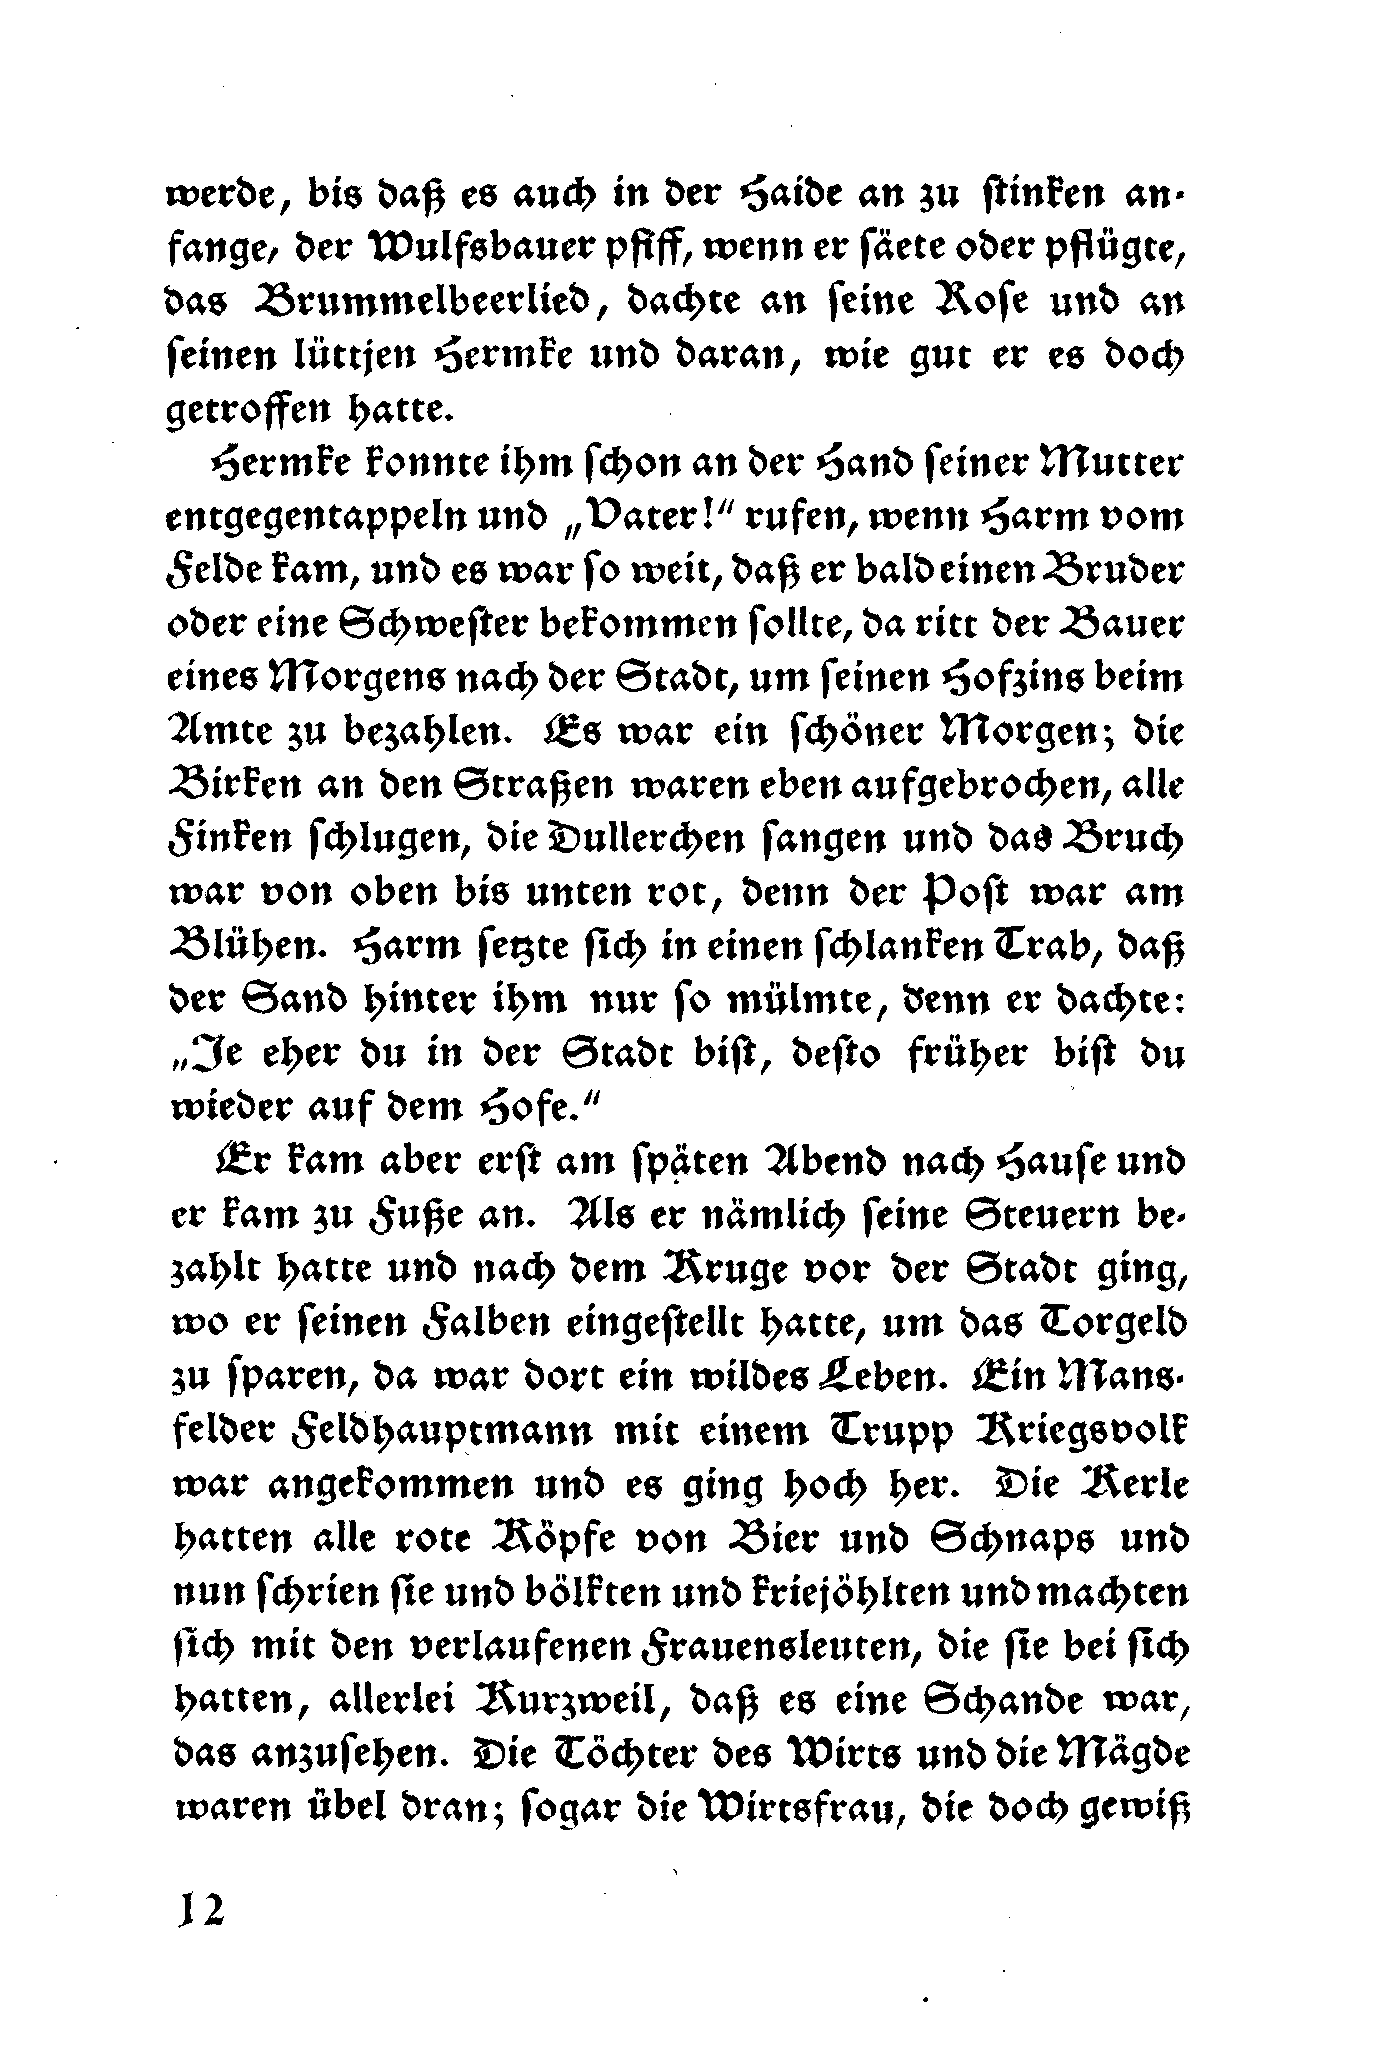 werde, bis daß es auch in der Haide an zu stinken an-
fange, der Wulfsbauer pfiff, wenn er säete oder pflügte,
das Brummelbeerlied, dachte an seine Rose und an
seinen lüttjen Hermke und daran, wie gut er es doch
getroffen hatte.
Hermke konnte ihm schon an der Hand seiner Mutter
entgegentappeln und „Vater!“ rufen, wenn Harm vom
Felde kam, und es war so weit, daß er bald einen Bruder
oder eine Schwester bekommen sollte, da ritt der Bauer
eines Morgens nach der Stadt, um seinen Hofzins beim
Amte zu bezahlen. Es war ein schöner Morgen; die
Birken an den Straßen waren eben aufgebrochen, alle
Finken schlugen, die Dullerchen sangen und das Bruch
war von oben bis unten rot, denn der Post war am
Blühen. Harm setzte sich in einen schlanken Trab, daß
der Sand hinter ihm nur so mülmte, denn er dachte:
„Je eher du in der Stadt bist, desto früher bist du
wieder auf dem Hofe.“
Er kam aber erst am späten Abend nach Hause und
er kam zu Fuße an. Als er nämlich seine Steuern be-
zahlt hatte und nach dem Kruge vor der Stadt ging,
wo er seinen Falben eingestellt hatte, um das Torgeld
zu sparen, da war dort ein wildes Leben. Ein Mans-
felder Feldhauptmann mit einem Trupp Kriegsvolk
war angekommen und es ging hoch her. Die Kerle
hatten alle rote Köpfe von Bier und Schnaps und
nun schrien sie und bölkten und kriejöhlten und machten
sich mit den verlaufenen Frauensleuten, die sie bei sich
hatten, allerlei Kurzweil, daß es eine Schande war,
das anzusehen. Die Töchter des Wirts und die Mägde
waren übel dran; sogar die Wirtsfrau, die doch gewiß
12